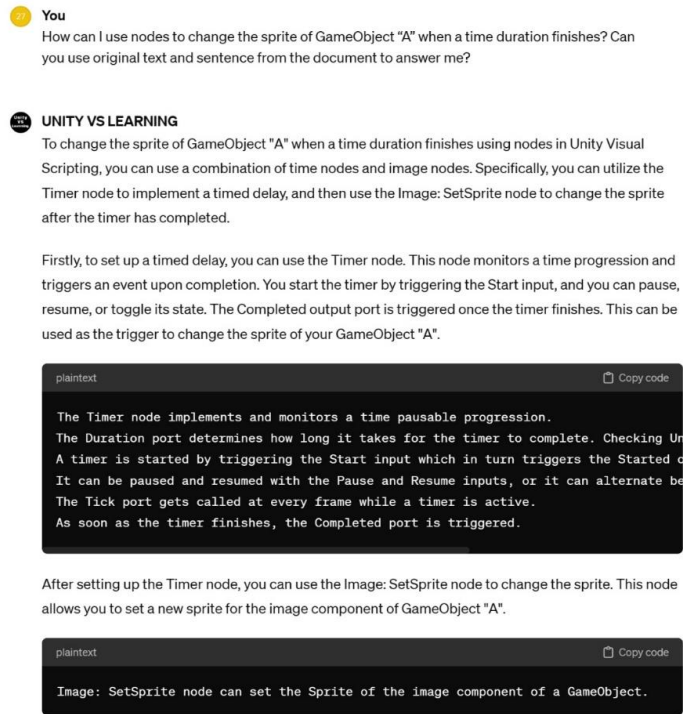 27 You
How can I use nodes to change the sprite of GameObject “A” when a time duration finishes? Can
you use original text and sentence from the document to answer me?
UNITY VS LEARNING
To change the sprite of GameObject "A" when a time duration finishes using nodes in Unity Visual
Scripting, you can use a combination of time nodes and image nodes. Specifically, you can utilize the
Timer node to implement a timed delay, and then use the Image: SetSprite node to change the sprite
after the timer has completed.
Firstly, to set up a timed delay, you can use the Timer node. This node monitors a time progression and
triggers an event upon completion. You start the timer by triggering the Start input, and you can pause,
resume, or toggle its state. The Completed output port is triggered once the timer finishes. This can be
used as the trigger to change the sprite of your GameObject "A".
plaintext Copy code
The Timer node implements and monitors a time pausable progression.
The Duration port determines how long it takes for the timer to complete. Checking Un
A timer is started by triggering the Start input which in turn triggers the Started
It can be paused and resumed with the Pause and Resume inputs, or it can alternate be
The Tick port gets called at every frame while a timer is active.
As soon as the timer finishes, the Completed port is triggered.
After setting up the Timer node, you can use the Image: SetSprite node to change the sprite. This node
allows you to set a new sprite for the image component of GameObject "A".
plaintext Copy code
Image: SetSprite node can set the Sprite of the image component of a GameObject.